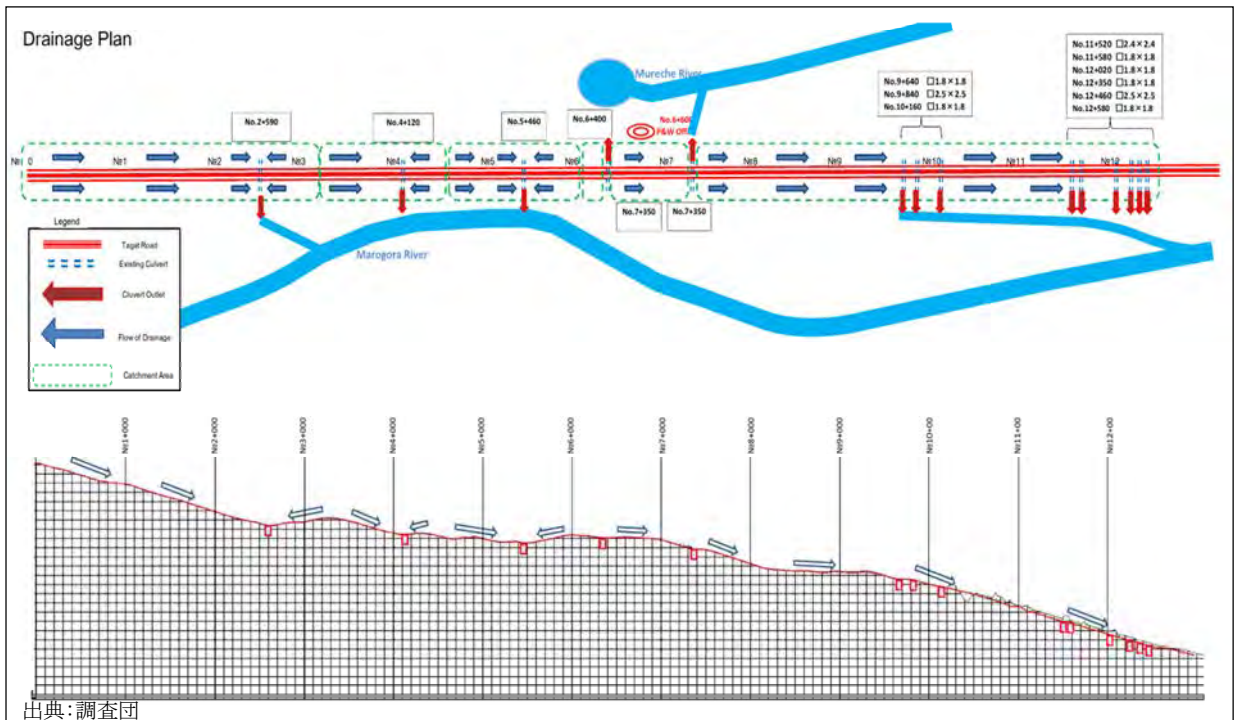 Drainage Plan
No.2+590
No.4+120
No.5+460
No.6+400
Mureche River
No.6+600
P&W Offi
No.9+640 □1.8×1.8
No.9+840 □2.5×2.5
No.10+160 □1.8×1.8
No.11+520 □2.4×2.4
No.11+580 □1.8×1.8
No.12+020 □1.8×1.8
No.12+350 □1.8×1.8
No.12+460 □2.5×2.5
No.12+580 □1.8×1.8
0 №1 №2 №3 №4 №5 №6 №7 №8 №9 №10 №11 №12
No.7+350
No.7+350
Marogora River
Legend
Taget Road
Existing Culvert
Cluvert Outlet
Flow of Drainage
Catchment Area
№1+000
№2+000
№3+000
№4+000
№5+000
№6+000
№7+000
№8+000
№9+000
№10+00
№11+00
№12+00
出典:調査団